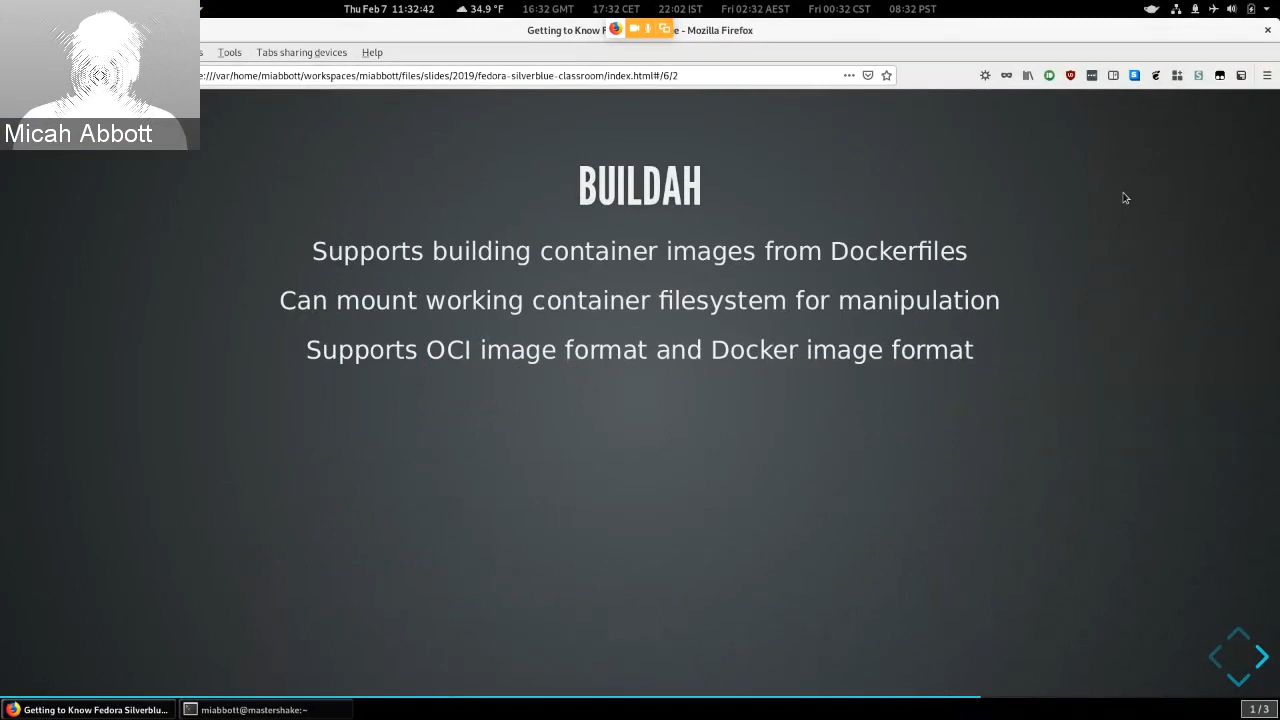 Thu Feb 7 11:32:42
34.9 °F
16:32 GMT
17:32 CET
22:02 IST
Fri 02:32 AEST
Fri 00:32 CST
08:32 PST
Getting to Know F
e - Mozilla Firefox
s
Tools
Tabs sharing devices
Help
e:///var/home/miabbott/workspaces/miabbott/files/slides/2019/fedora-silverblue-classroom/index.html#/6/2
Micah Abbott
BUILDAH
Supports building container images from Dockerfiles
Can mount working container filesystem for manipulation
Supports OCI image format and Docker image format
Getting to Know Fedora Silverblu...
miabbott@mastershake:~
1 / 3